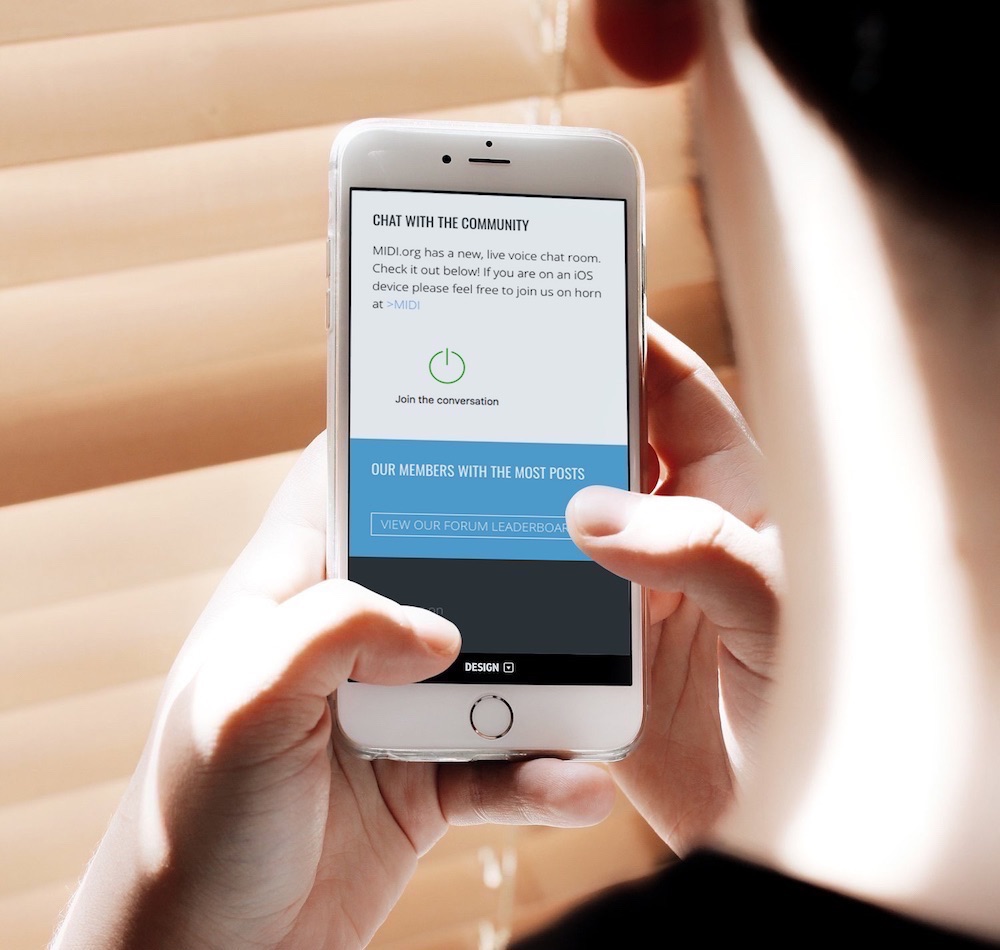 CHAT WITH THE COMMUNITY
MIDI.org has a new, live voice chat room.
Check it out below! If you are on an iOS
device please feel free to join us on horn
at >MIDI
Join the conversation
OUR MEMBERS WITH THE MOST POSTS
VIEW OUR FORUM
DESIGN